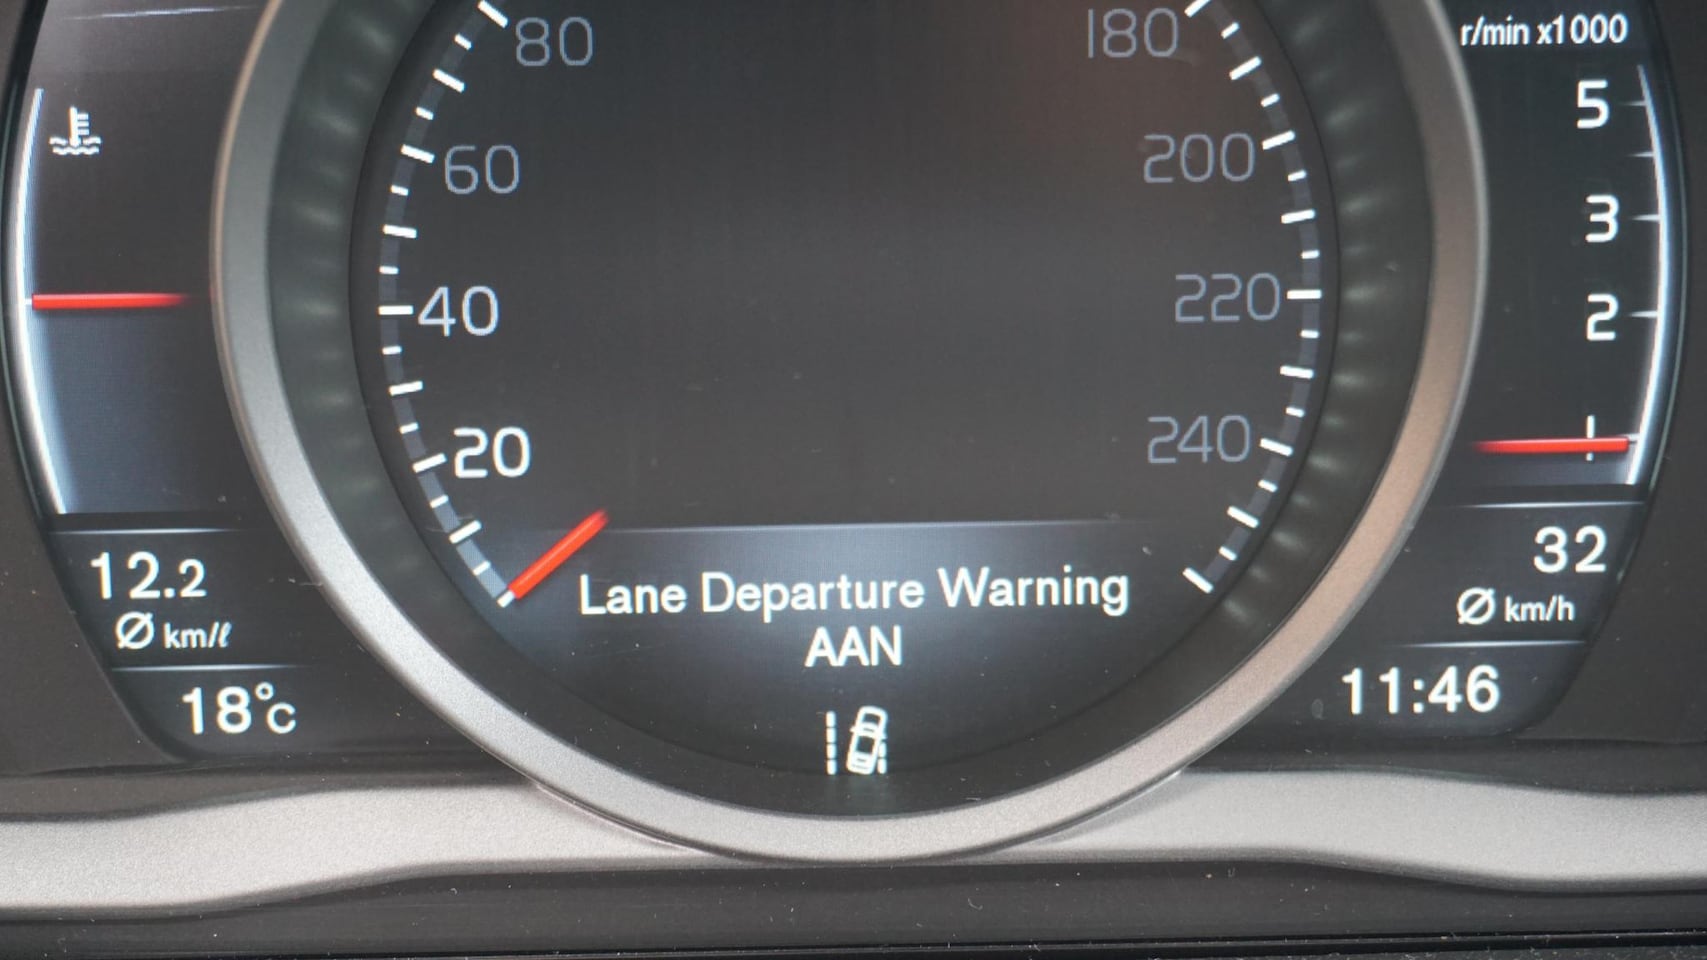 80
60
40
20
180
200
220
240
r/min x1000
5
3
2
1
Lane Departure Warning
AAN
12.2
Ø km/ℓ
18°C
32
Ø km/h
11:46